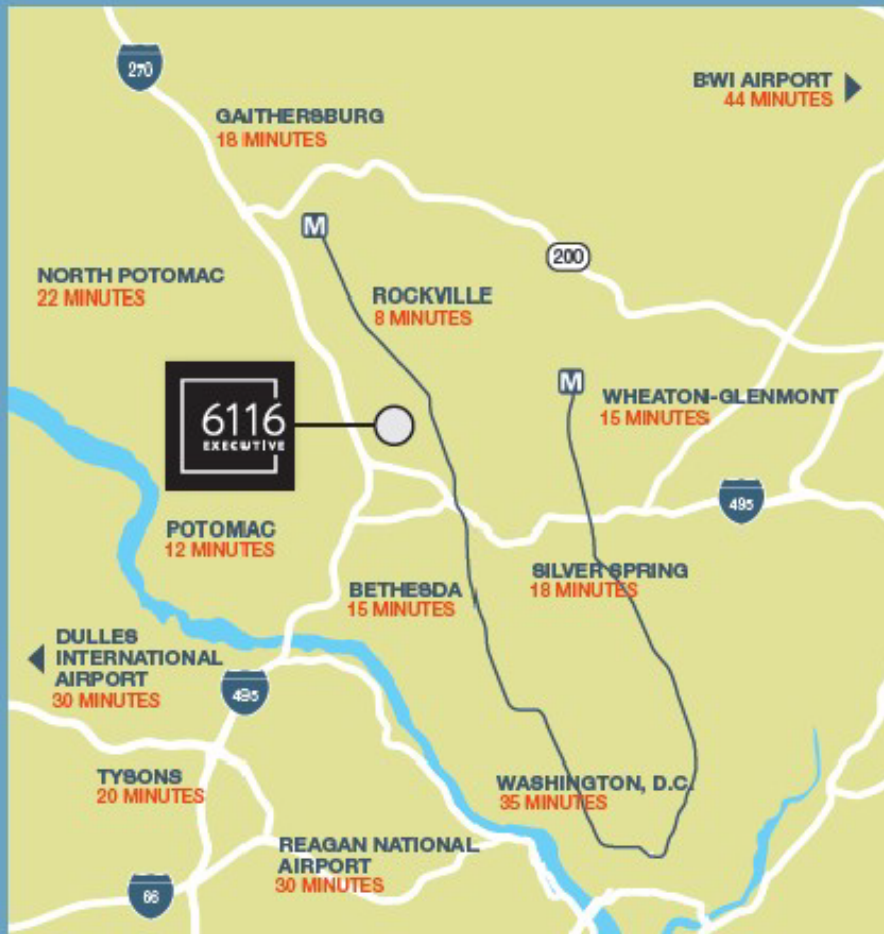 270
BWI AIRPORT
44 MINUTES
GAITHERSBURG
18 MINUTES
M
200
NORTH POTOMAC
22 MINUTES
ROCKVILLE
8 MINUTES
M
WHEATON-GLENMONT
15 MINUTES
6116
EXECUTIVE
495
POTOMAC
12 MINUTES
SILVER SPRING
18 MINUTES
BETHESDA
15 MINUTES
DULLES
INTERNATIONAL
AIRPORT
30 MINUTES
495
TYSONS
20 MINUTES
WASHINGTON, D.C.
35 MINUTES
REAGAN NATIONAL
AIRPORT
30 MINUTES
66